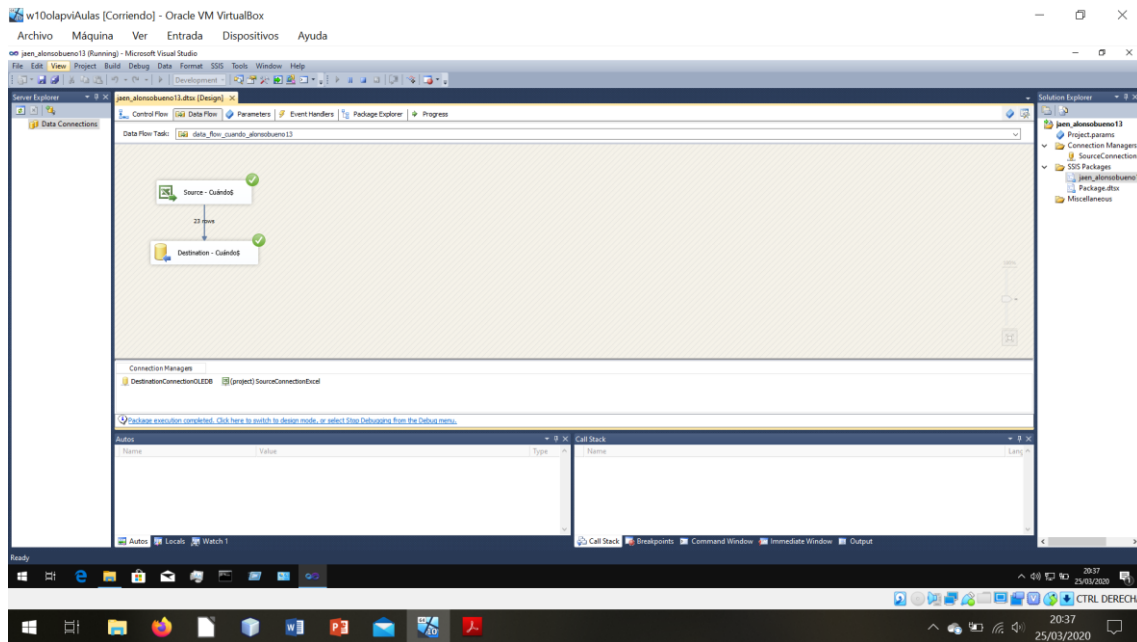 w10olapviAulas [Corriendo] - Oracle VM VirtualBox
Archivo Máquina Ver Entrada Dispositivos Ayuda
jaen_alonsobueno13 (Running) - Microsoft Visual Studio
File Edit View Project Build Debug Data Format SSIS Tools Window Help
Development
Server Explorer
jaen_alonsobueno13.dtsx [Design]
Solution Explorer
Data Connections
Control Flow Data Flow Parameters Event Handlers Package Explorer Progress
jaen_alonsobueno13
Project.params
Connection Managers
SourceConnection
SSIS Packages
jaen_alonsobueno
Package.dtsx
Miscellaneous
Data Flow Task: data_flow_cuando_alonsobueno13
Source - Cuándo$
23 rows
Destination - Cuándo$
Connection Managers
DestinationConnectionOLEDB (project) SourceConnectionExcel
Package execution completed. Click here to switch to design mode, or select Stop Debugging from the Debug menu.
Autos
Name Value Type
Call Stack
Name Lang
Autos Locals Watch 1
Call Stack Breakpoints Command Window Immediate Window Output
Ready
20:37
25/03/2020
CTRL DERECHA
20:37
25/03/2020